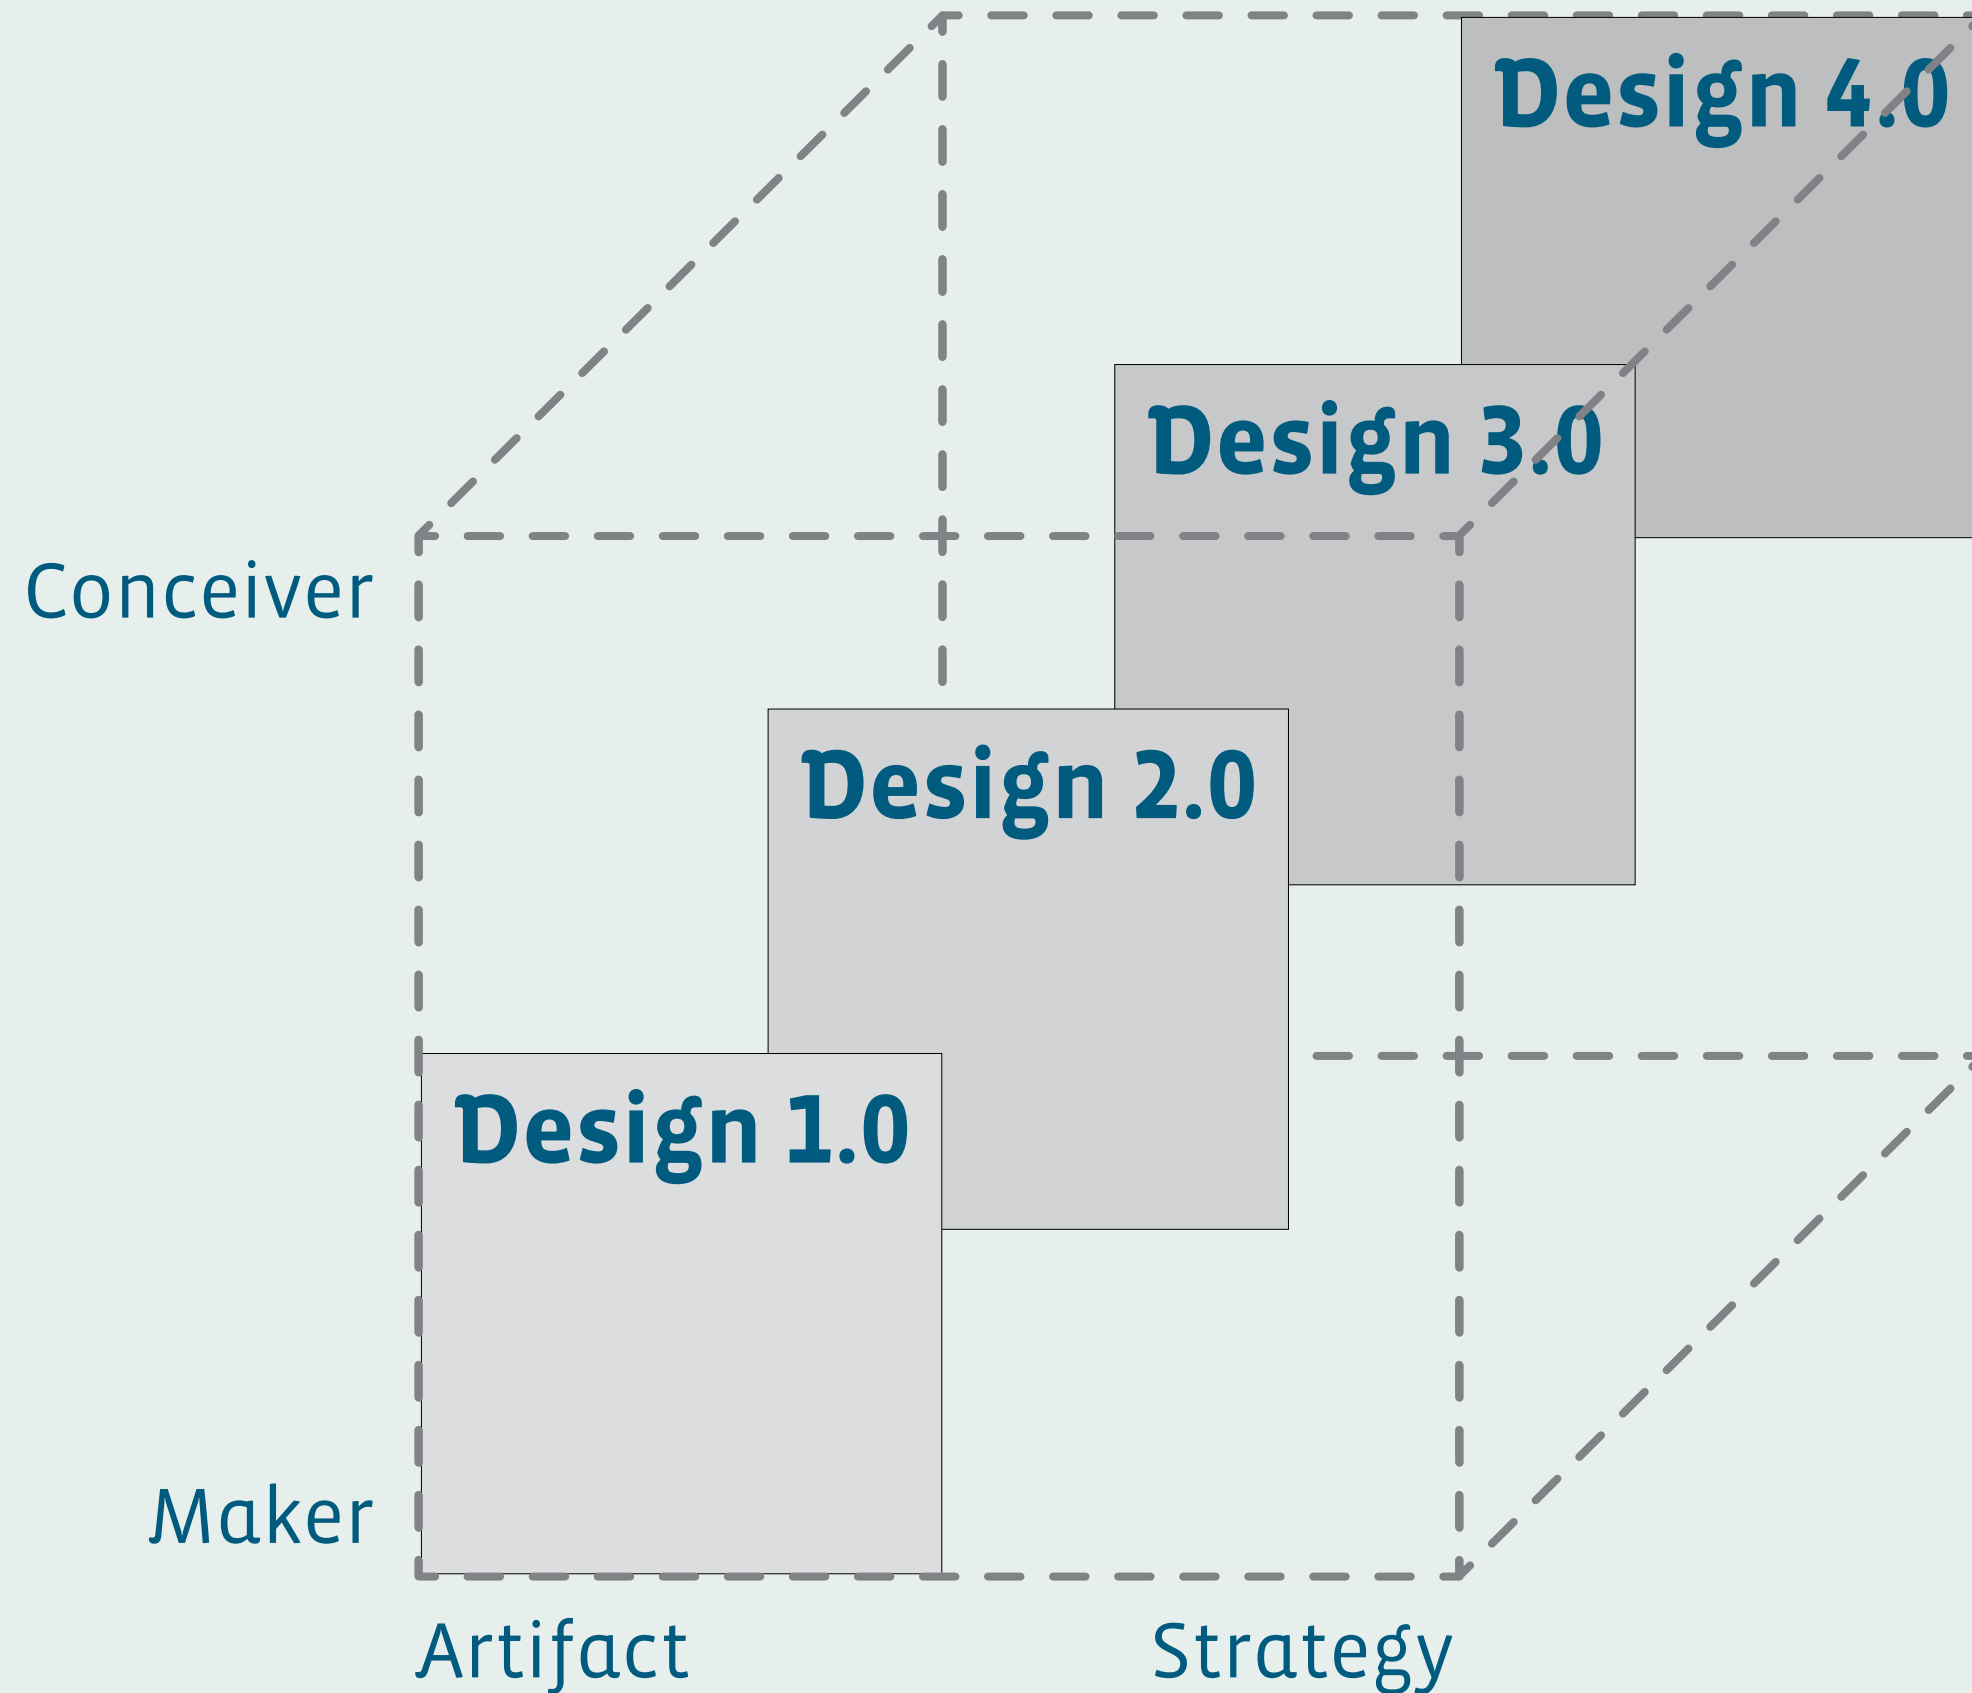 Design 4.0
Design 3.0
Conceiver
Design 2.0
Design 1.0
Maker
Artifact
Strategy